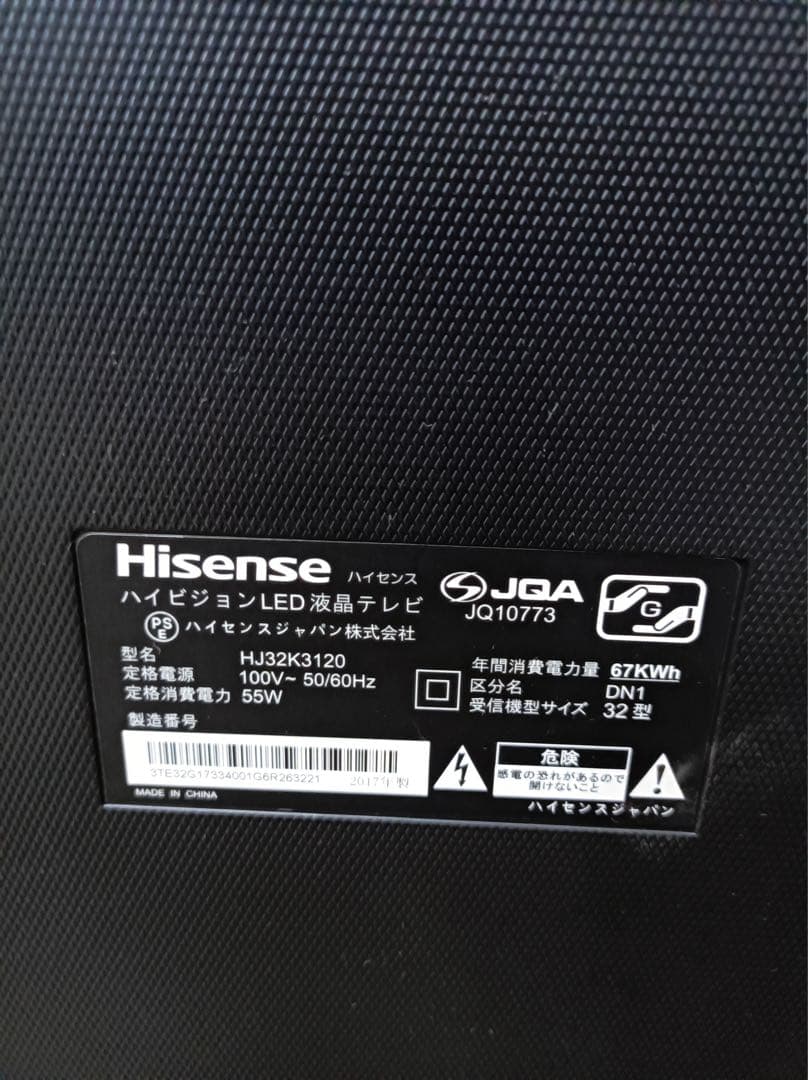 Hisense ハイセンス
ハイビジョンLED液晶テレビ
PSE ハイセンスジャパン株式会社
JQA
JQ10773
G
型名 HJ32K3120
定格電源 100V~ 50/60Hz
定格消費電力 55W
年間消費電力量 67KWh
区分名 DN1
受信機型サイズ 32型
製造番号
3TE32G17334001G6R263221 2017年製
MADE IN CHINA
危険
感電の恐れがあるので
開けないこと
ハイセンスジャパン